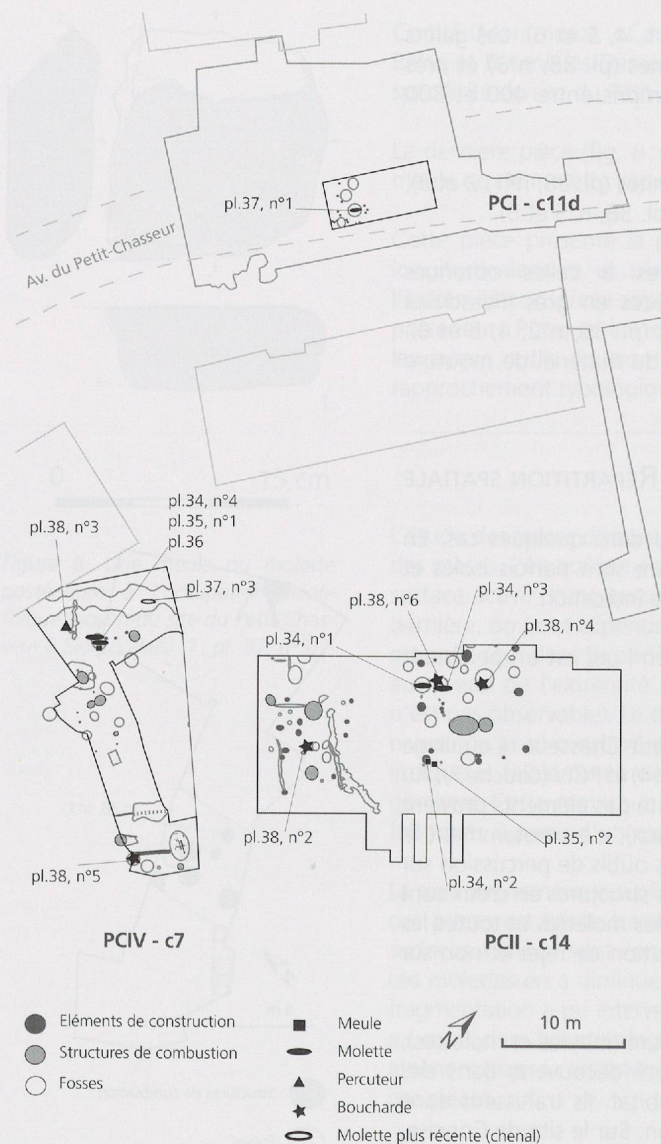 pl.37, n°1
PCI - c11d
Av. du Petit-Chasseur
RÉPARTITION SPATIALE
pl.34, n°4
pl.35, n°1
pl.36
pl.38, n°3
pl.37, n°3
pl.34, n°3
pl.38, n°6
pl.38, n°4
pl.34, n°1
pl.38, n°2
pl.35, n°2
pl.38, n°5
pl.34, n°2
PCIV - c7
PCII - c14
Eléments de construction
Structures de combustion
Fosses
Meule
Molette
Percuteur
Boucharde
Molette plus récente (chenal)
N
10 m